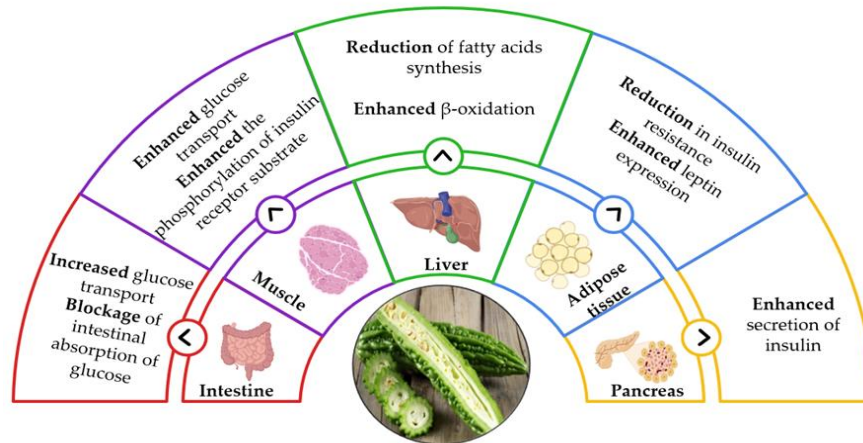 Increased glucose
transport
Blockage of
intestinal
absorption of
glucose
Intestine
Enhanced glucose
transport
Enhanced the
phosphorylation of insulin
receptor substrate
Muscle
Reduction of fatty acids
synthesis
Enhanced β-oxidation
Liver
Reduction in insulin
resistance
Enhanced leptin
expression
Adipose
tissue
Enhanced
secretion of
insulin
Pancreas